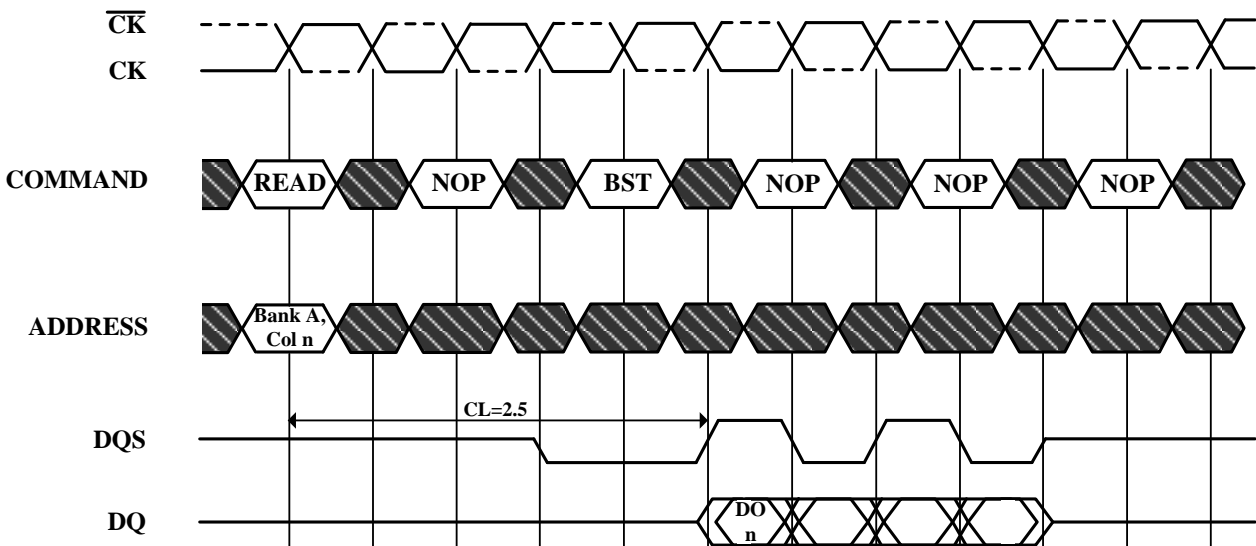 CK
CK
COMMAND
READ NOP BST NOP NOP NOP
ADDRESS
Bank A,
Col n
CL=2.5
DQS
DQ
DO
n